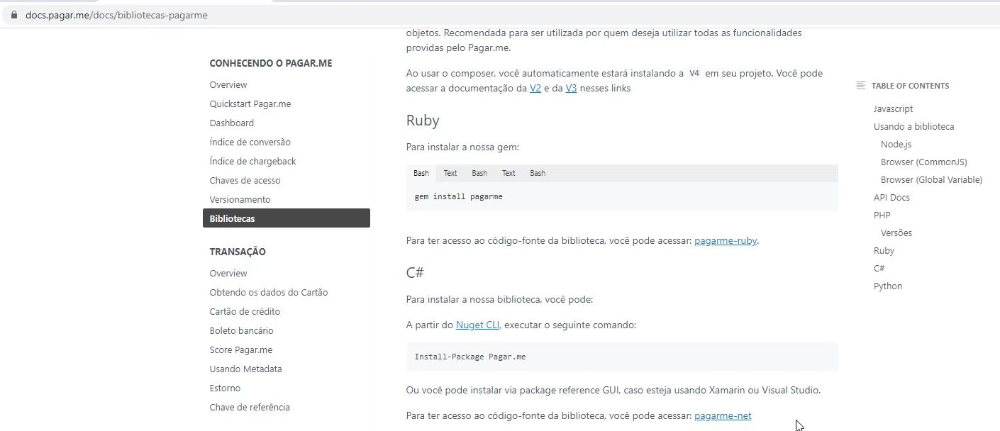 docs.pagar.me/docs/bibliotecas-pagarme
CONHECENDO O PAGAR.ME
Overview
Quickstart Pagar.me
Dashboard
Índice de conversão
Índice de chargeback
Chaves de acesso
Versionamento
Bibliotecas
TRANSAÇÃO
Overview
Obtendo os dados do Cartão
Cartão de crédito
Boleto bancário
Score Pagar.me
Usando Metadata
Estorno
Chave de referência
objetos. Recomendada para ser utilizada por quem deseja utilizar todas as funcionalidades
providas pelo Pagar.me.
Ao usar o composer, você automaticamente estará instalando a V4 em seu projeto. Você pode
acessar a documentação da V2 e da V3 nesses links
Ruby
Para instalar a nossa gem:
Bash Text Bash Text Bash
gem install pagarme
Para ter acesso ao código-fonte da biblioteca, você pode acessar: pagarme-ruby.
C#
Para instalar a nossa biblioteca, você pode:
A partir do Nuget CLI, executar o seguinte comando:
Install-Package Pagar.me
Ou você pode instalar via package reference GUI, caso esteja usando Xamarin ou Visual Studio.
Para ter acesso ao código-fonte da biblioteca, você pode acessar: pagarme-net
TABLE OF CONTENTS
Javascript
Usando a biblioteca
Node.js
Browser (CommonJS)
Browser (Global Variable)
API Docs
PHP
Versões
Ruby
C#
Python